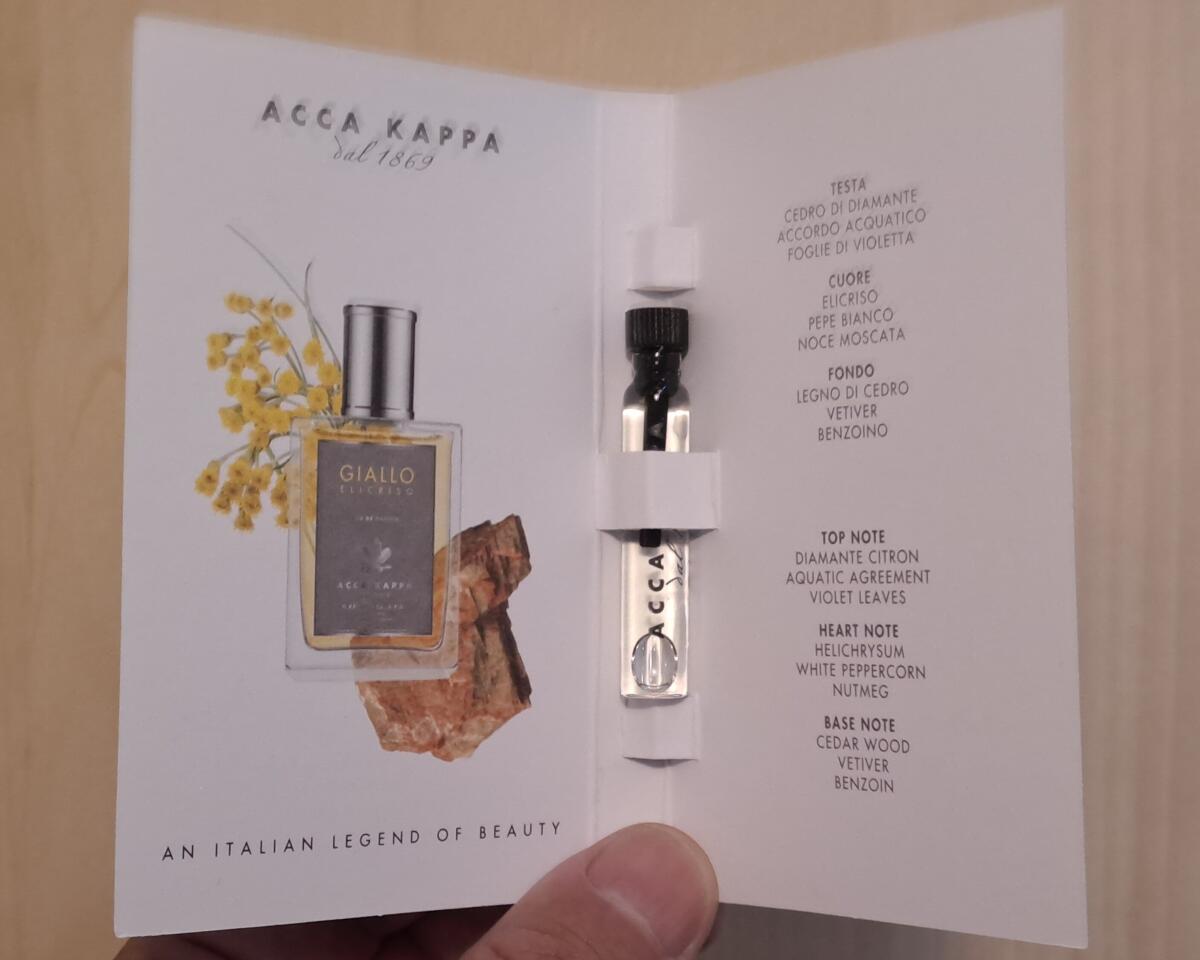 ACCA KAPPA
dal 1869
GIALLO
ELICRISO
ACCA KAPPA
AN ITALIAN LEGEND OF BEAUTY
ACCA
dal
TESTA
CEDRO DI DIAMANTE
ACCORDO ACQUATICO
FOGLIE DI VIOLETTA
CUORE
ELICRISO
PEPE BIANCO
NOCE MOSCATA
FONDO
LEGNO DI CEDRO
VETIVER
BENZOINO
TOP NOTE
DIAMANTE CITRON
AQUATIC AGREEMENT
VIOLET LEAVES
HEART NOTE
HELICHRYSUM
WHITE PEPPERCORN
NUTMEG
BASE NOTE
CEDAR WOOD
VETIVER
BENZOIN